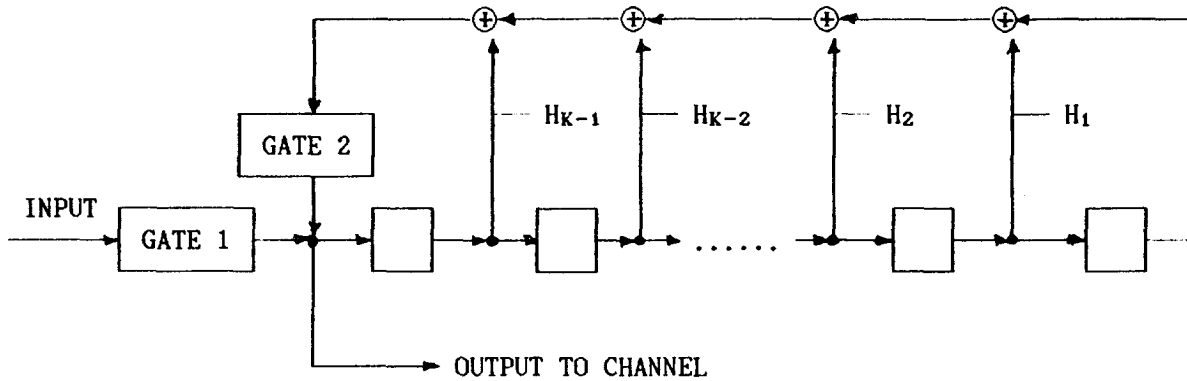 H_{K-1}
H_{K-2}
H_2
H_1
GATE 2
INPUT
GATE 1
......
OUTPUT TO CHANNEL